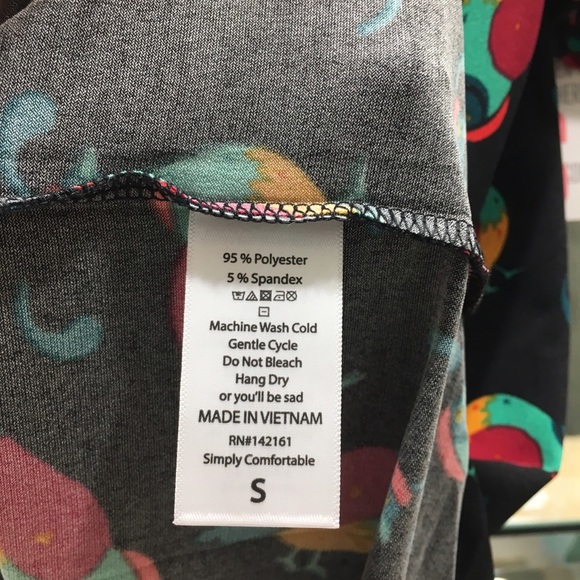 95 % Polyester
5 % Spandex
Machine Wash Cold
Gentle Cycle
Do Not Bleach
Hang Dry
or you'll be sad
MADE IN VIETNAM
RN#142161
Simply Comfortable
S